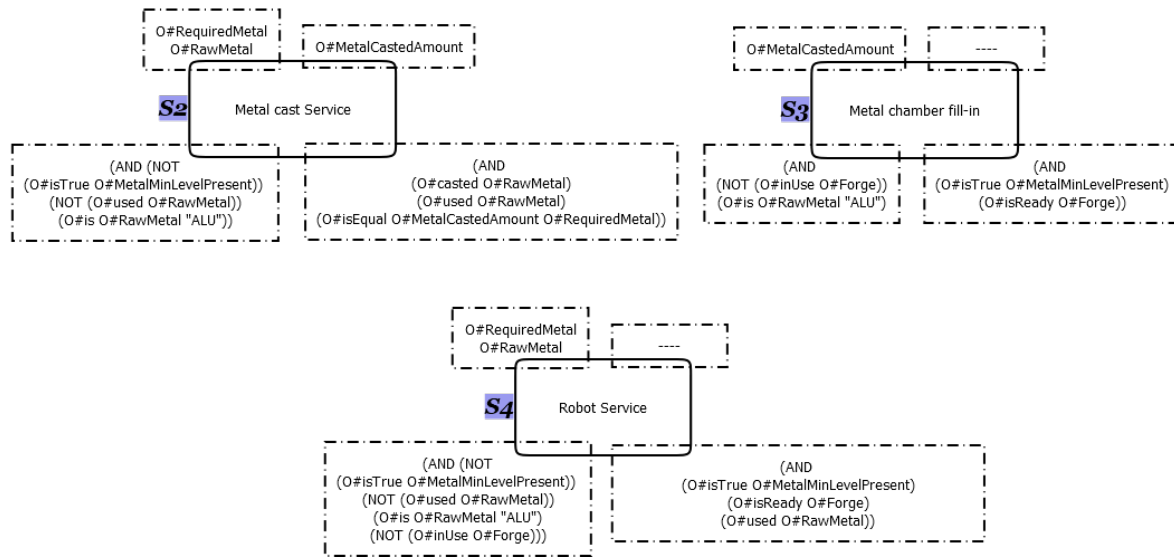 O#RequiredMetal
O#RawMetal
O#MetalCastedAmount
S2
Metal cast Service
(AND (NOT
(O#isTrue O#MetalMinLevelPresent))
(NOT (O#used O#RawMetal))
(O#is O#RawMetal "ALU"))
(AND
(O#casted O#RawMetal)
(O#used O#RawMetal)
(O#isEqual O#MetalCastedAmount O#RequiredMetal))
O#MetalCastedAmount
----
S3
Metal chamber fill-in
(AND
(NOT (O#inUse O#Forge))
(O#is O#RawMetal "ALU")
(AND
(O#isTrue O#MetalMinLevelPresent)
(O#isReady O#Forge))
O#RequiredMetal
O#RawMetal
----
S4
Robot Service
(AND (NOT
(O#isTrue O#MetalMinLevelPresent))
(NOT (O#used O#RawMetal))
(O#is O#RawMetal "ALU")
(NOT (O#inUse O#Forge)))
(AND
(O#isTrue O#MetalMinLevelPresent)
(O#isReady O#Forge)
(O#used O#RawMetal))